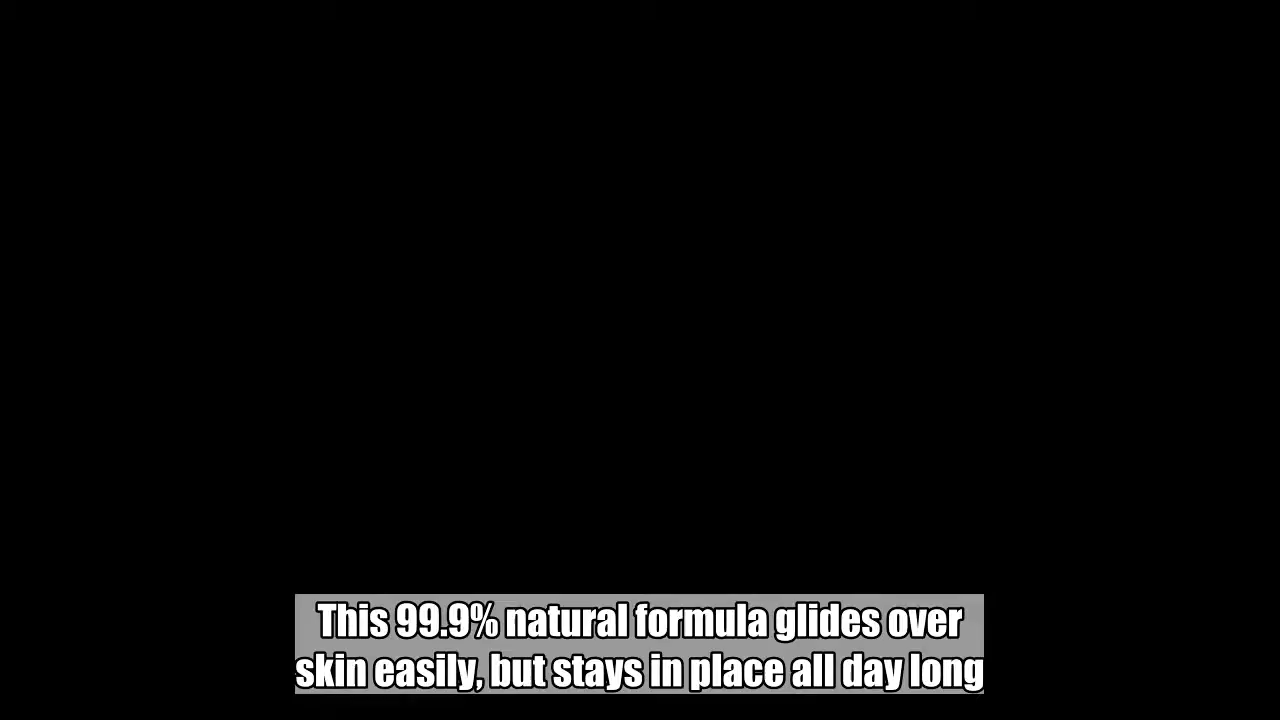 This 99.9% natural formula glides over
skin easily, but stays in place all day long